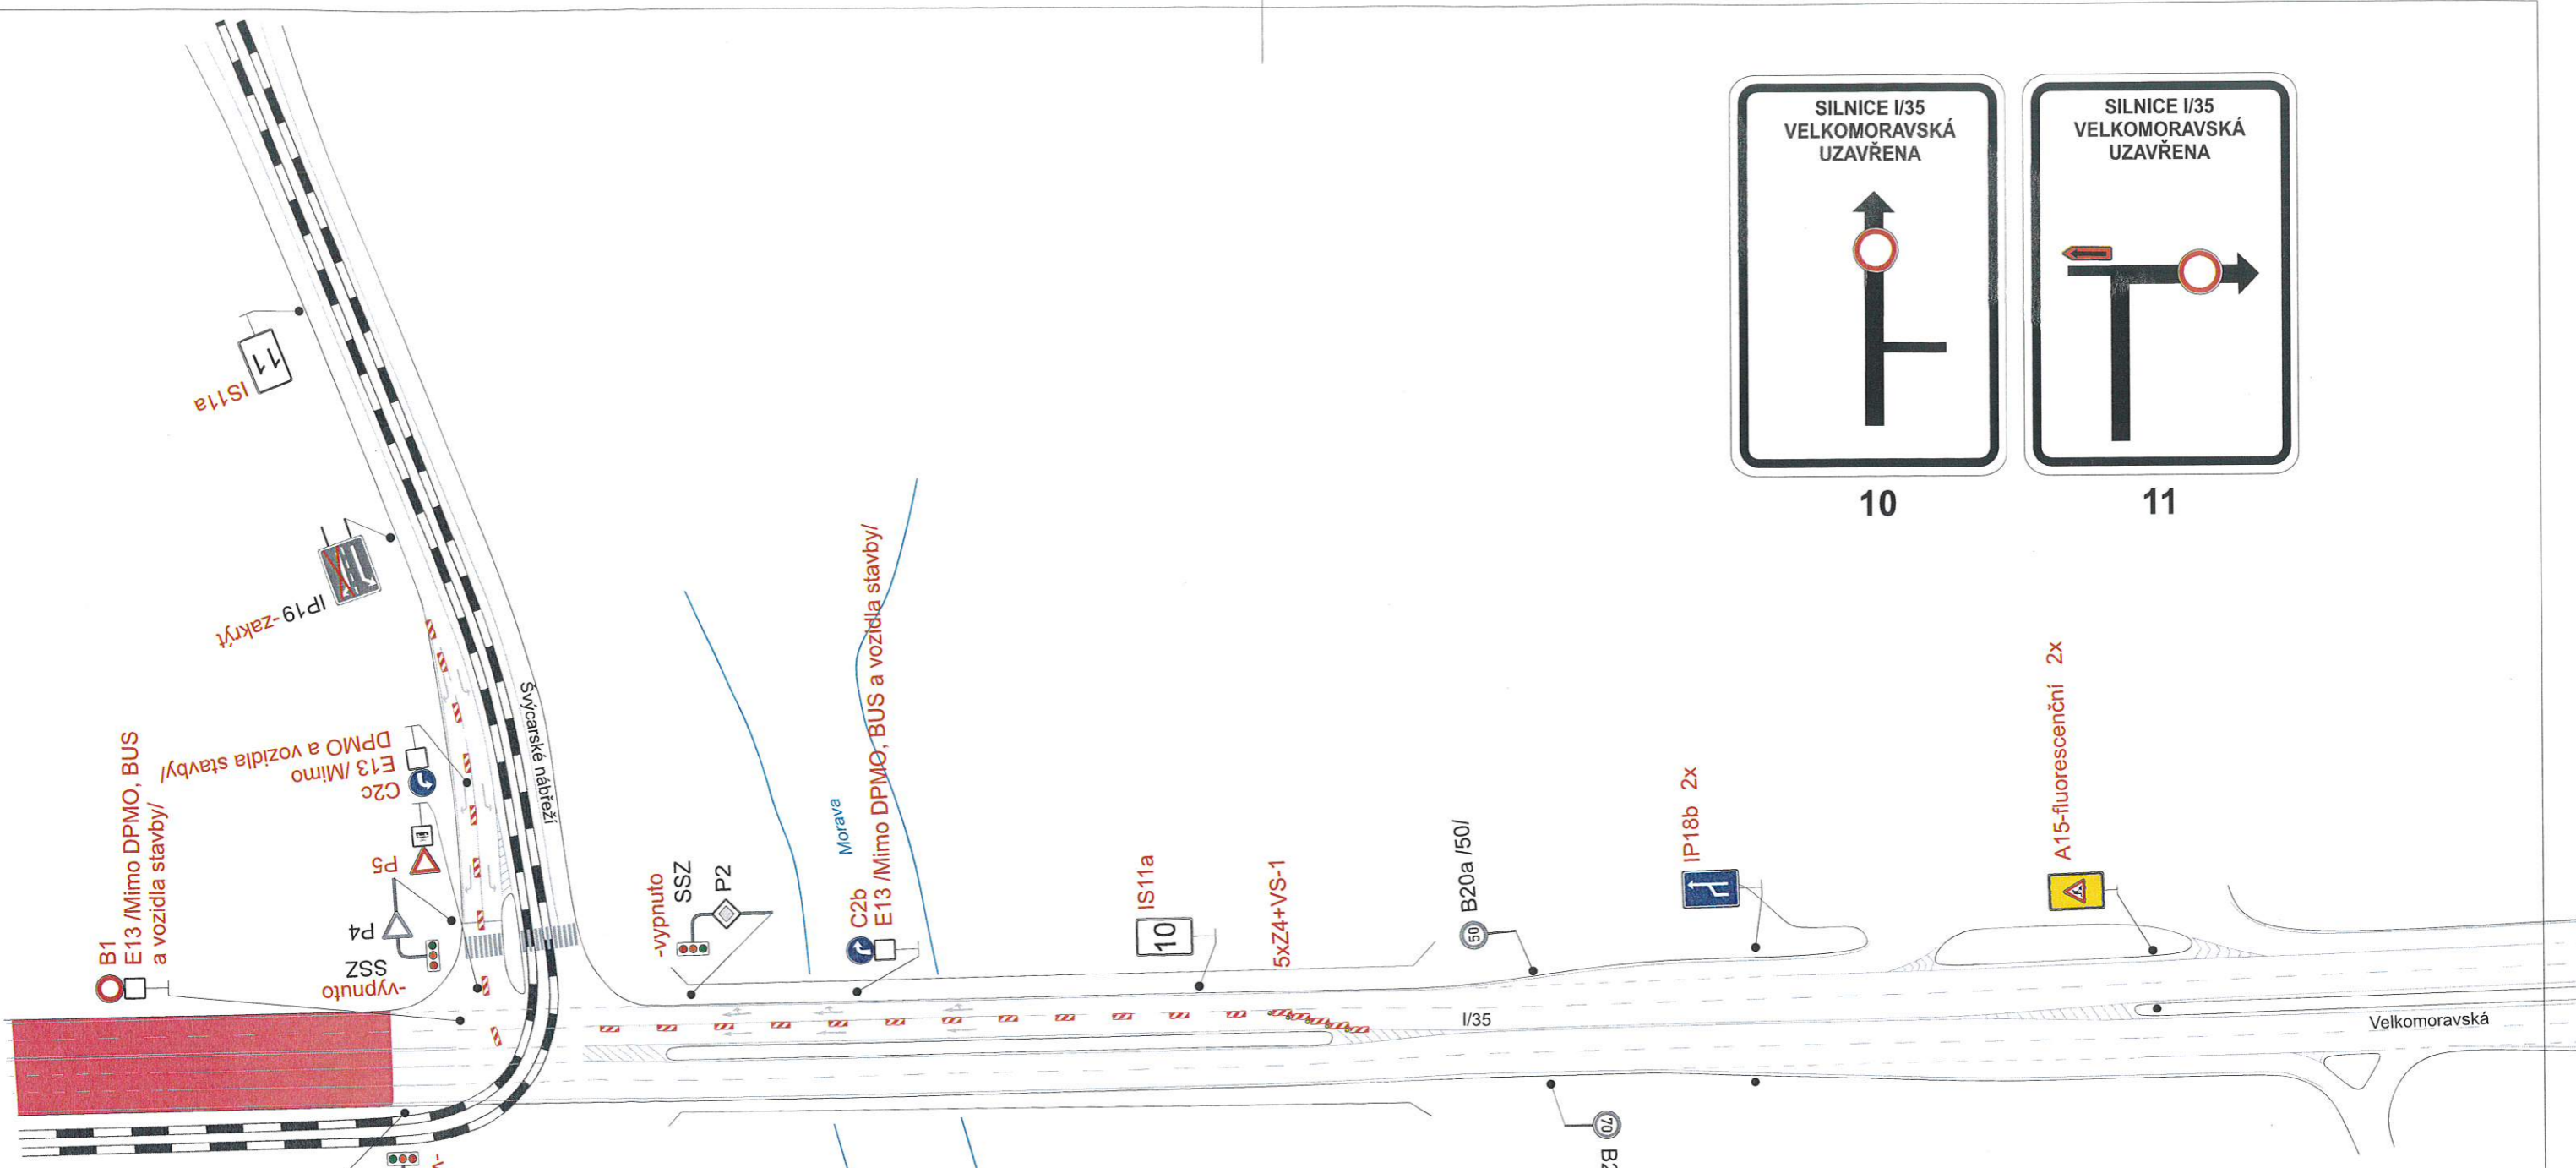 SILNICE I/35
VELKOMORAVSKÁ
UZAVŘENA
10
SILNICE I/35
VELKOMORAVSKÁ
UZAVŘENA
11
11
IS11a
IP19 -zakrýt
Švýcarské nábřeží
C2c
E13 /Mimo
DPMO a vozidla stavby/
P5
P4
SSZ
-vypnuto
B1
E13 /Mimo DPMO, BUS
a vozidla stavby/
-vypnuto
SSZ
P2
Morava
C2b
E13 /Mimo DPMO, BUS a vozidla stavby/
10
IS11a
5xZ4+VS-1
50
B20a /50/
IP18b 2x
A15-fluorescenční 2x
I/35
Velkomoravská
70